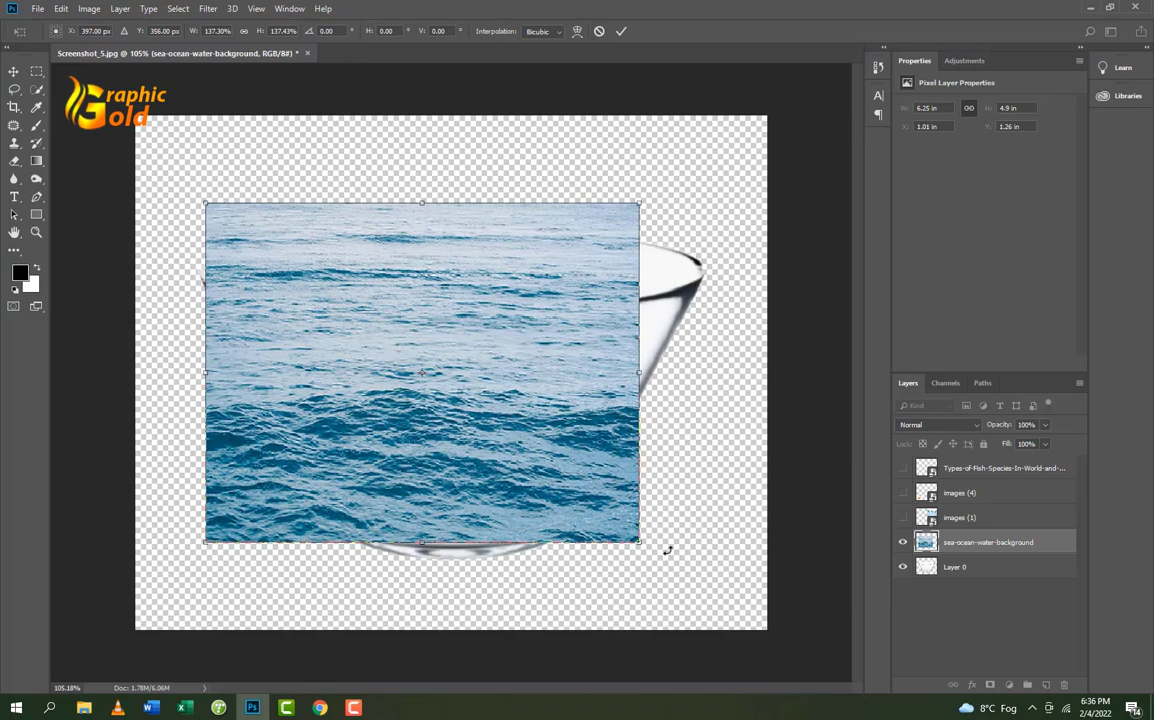 File Edit Image Layer Type Select Filter 3D View Window Help
X: 397.00 px Y: 356.00 px W: 137.30% H: 137.43% 0.00 ° H: 0.00 ° V: 0.00 ° Interpolation: Bicubic
Screenshot_5.jpg @ 105% (sea-ocean-water-background, RGB/8#) * ×
Graphic
Gold
Properties Adjustments
Pixel Layer Properties
W: 6.25 in H: 4.9 in
X: 1.01 in Y: 1.26 in
Learn
Libraries
Layers Channels Paths
Kind
Normal Opacity: 100%
Lock: Fill: 100%
Types-of-Fish-Species-In-World-and-...
images (4)
images (1)
sea-ocean-water-background
Layer 0
105.18% Doc: 1.78M/6.06M
8°C Fog
6:36 PM
2/4/2022
14